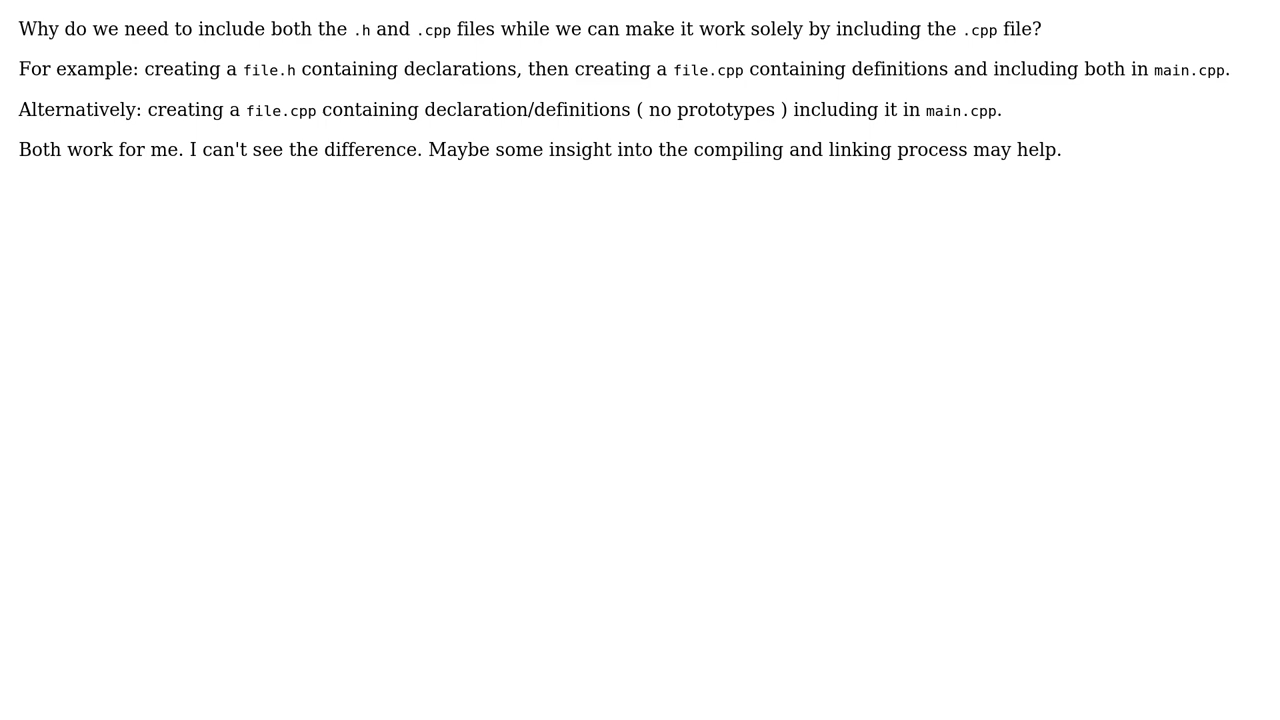 Why do we need to include both the .h and .cpp files while we can make it work solely by including the .cpp file?
For example: creating a file.h containing declarations, then creating a file.cpp containing definitions and including both in main.cpp.
Alternatively: creating a file.cpp containing declaration/definitions ( no prototypes ) including it in main.cpp.
Both work for me. I can't see the difference. Maybe some insight into the compiling and linking process may help.